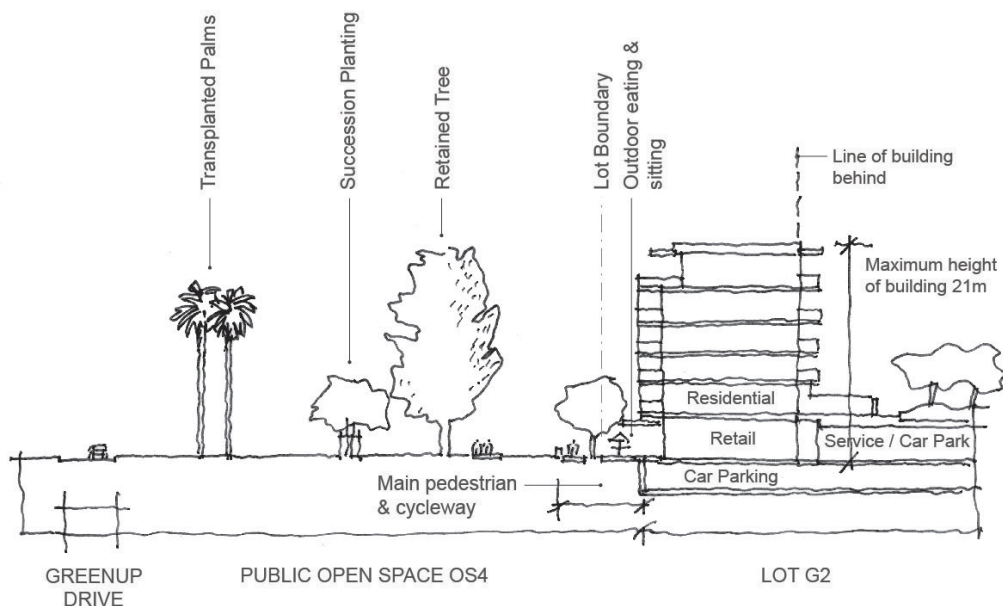 Transplanted Palms
Succession Planting
Retained Tree
Lot Boundary
Outdoor eating &
sitting
Line of building
behind
Maximum height
of building 21m
Residential
Retail
Service / Car Park
Car Parking
Main pedestrian
& cycleway
GREENUP
DRIVE
PUBLIC OPEN SPACE OS4
LOT G2